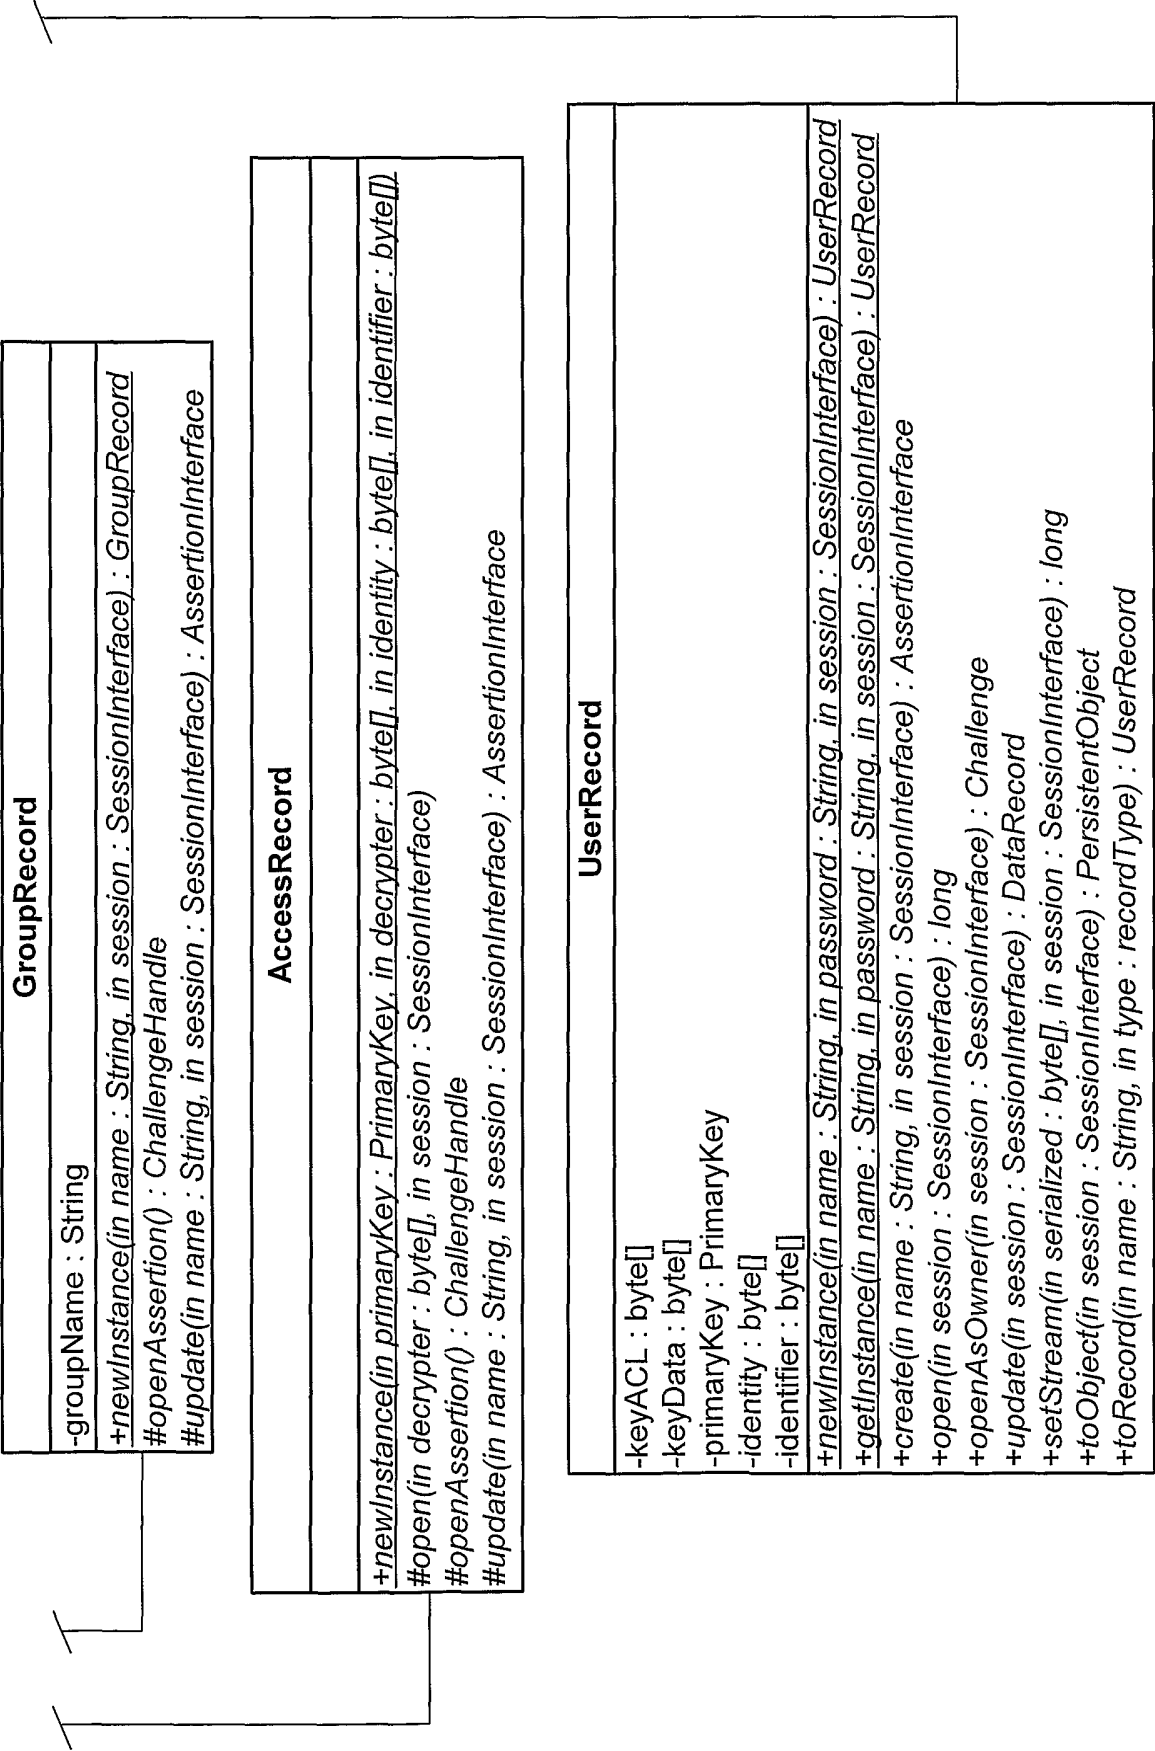 GroupRecord
-groupName : String
+newInstance(in name : String, in session : SessionInterface) : GroupRecord
#openAssertion() : ChallengeHandle
#update(in name : String, in session : SessionInterface) : AssertionInterface
AccessRecord
+newInstance(in primaryKey : PrimaryKey, in decrypter : byte[], in identity : byte[], in identifier : byte[])
#open(in decrypter : byte[], in session : SessionInterface)
#openAssertion() : ChallengeHandle
#update(in name : String, in session : SessionInterface) : AssertionInterface
UserRecord
-keyACL : byte[]
-keyData : byte[]
-primaryKey : PrimaryKey
-identity : byte[]
-identifier : byte[]
+newInstance(in name : String, in password : String, in session : SessionInterface) : UserRecord
+getInstance(in name : String, in password : String, in session : SessionInterface) : UserRecord
+create(in name : String, in session : SessionInterface) : AssertionInterface
+open(in session : SessionInterface) : long
+openAsOwner(in session : SessionInterface) : Challenge
+update(in session : SessionInterface) : DataRecord
+setStream(in serialized : byte[], in session : SessionInterface) : long
+toObject(in session : SessionInterface) : PersistentObject
+toRecord(in name : String, in type : recordType) : UserRecord